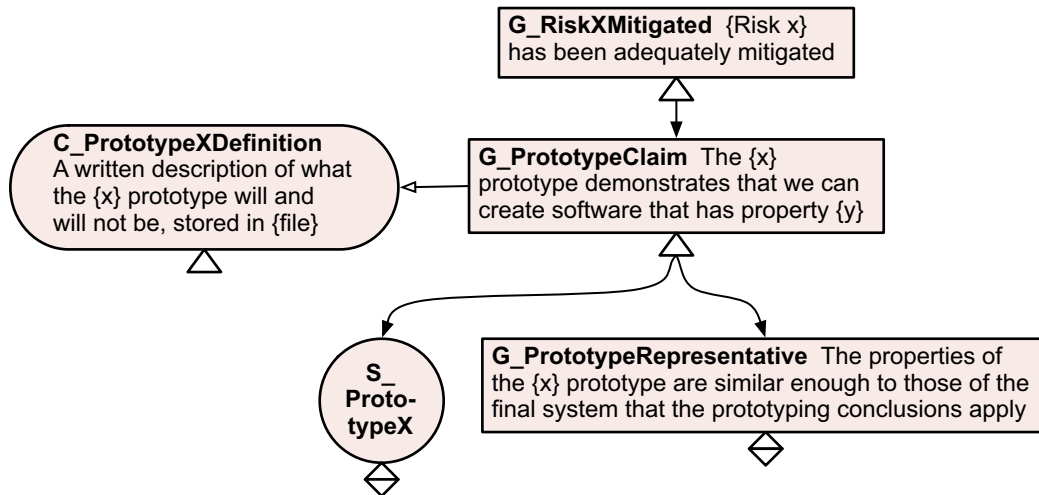 G_RiskXMitigated {Risk x}
has been adequately mitigated
C_PrototypeXDefinition
A written description of what
the {x} prototype will and
will not be, stored in {file}
G_PrototypeClaim The {x}
prototype demonstrates that we can
create software that has property {y}
S_
Proto-
typeX
G_PrototypeRepresentative The properties of
the {x} prototype are similar enough to those of the
final system that the prototyping conclusions apply